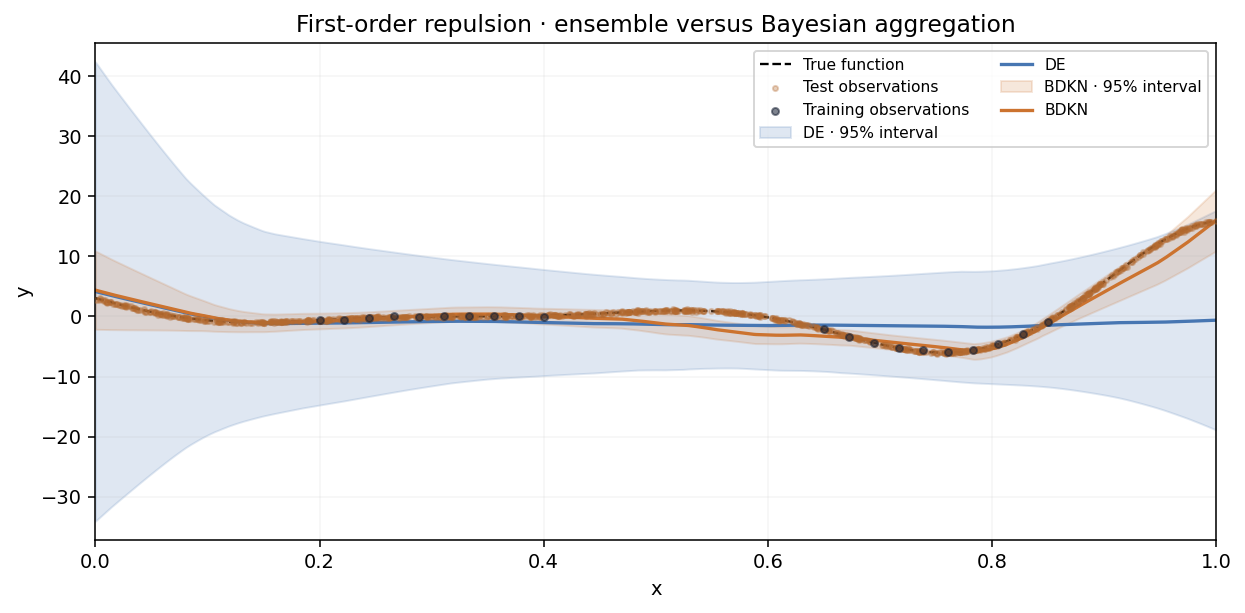 First-order repulsion · ensemble versus Bayesian aggregation
True function
Test observations
Training observations
DE · 95% interval
DE
BDKN · 95% interval
BDKN
y
40
30
20
10
0
−10
−20
−30
0.0
0.2
0.4
0.6
0.8
1.0
x